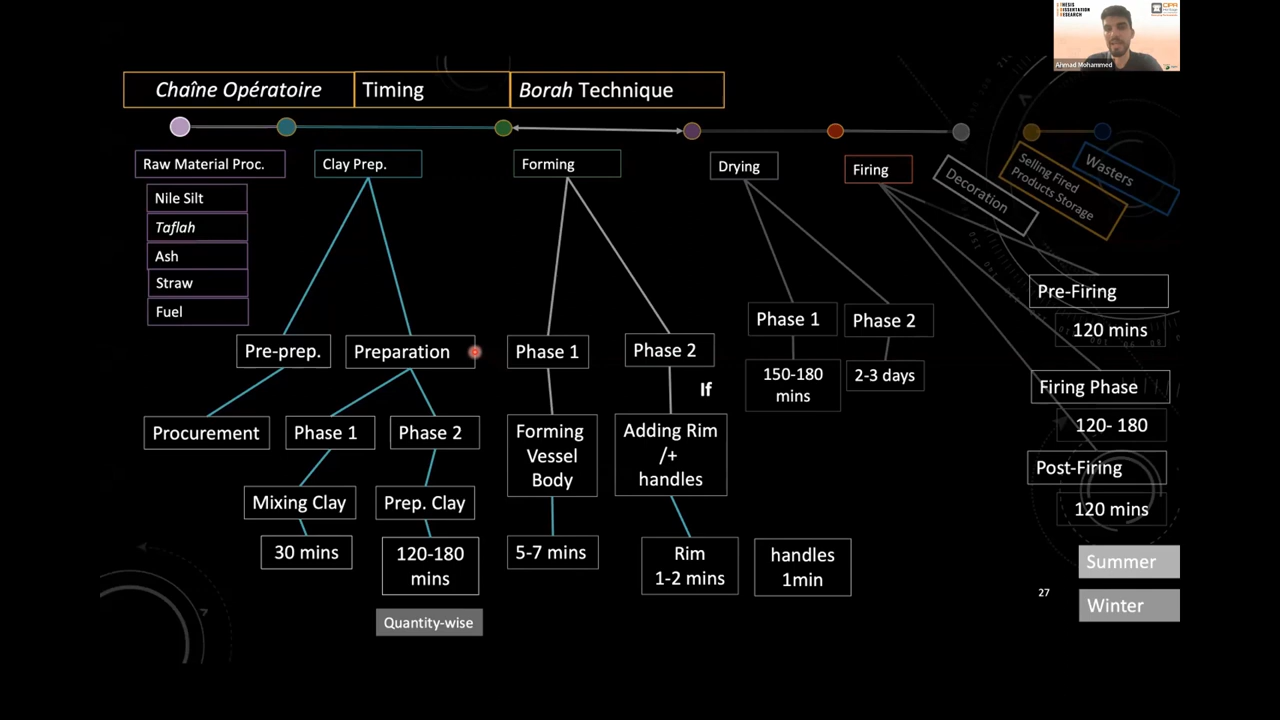 THESIS
DISSERTATION
RESEARCH
CIPA
Ahmad Mohammed
Chaîne Opératoire
Timing
Borah Technique
Raw Material Proc.
Clay Prep.
Forming
Drying
Firing
Decoration
Selling Fired
Products Storage
Wasters
Nile Silt
Taflah
Ash
Straw
Fuel
Pre-prep.
Preparation
Phase 1
Phase 2
If
Phase 1
Phase 2
150-180
mins
2-3 days
Pre-Firing
120 mins
Firing Phase
120- 180
Post-Firing
120 mins
Procurement
Phase 1
Phase 2
Forming
Vessel
Body
Adding Rim
/+
handles
Mixing Clay
Prep. Clay
30 mins
120-180
mins
5-7 mins
Rim
1-2 mins
handles
1min
Quantity-wise
Summer
Winter
27